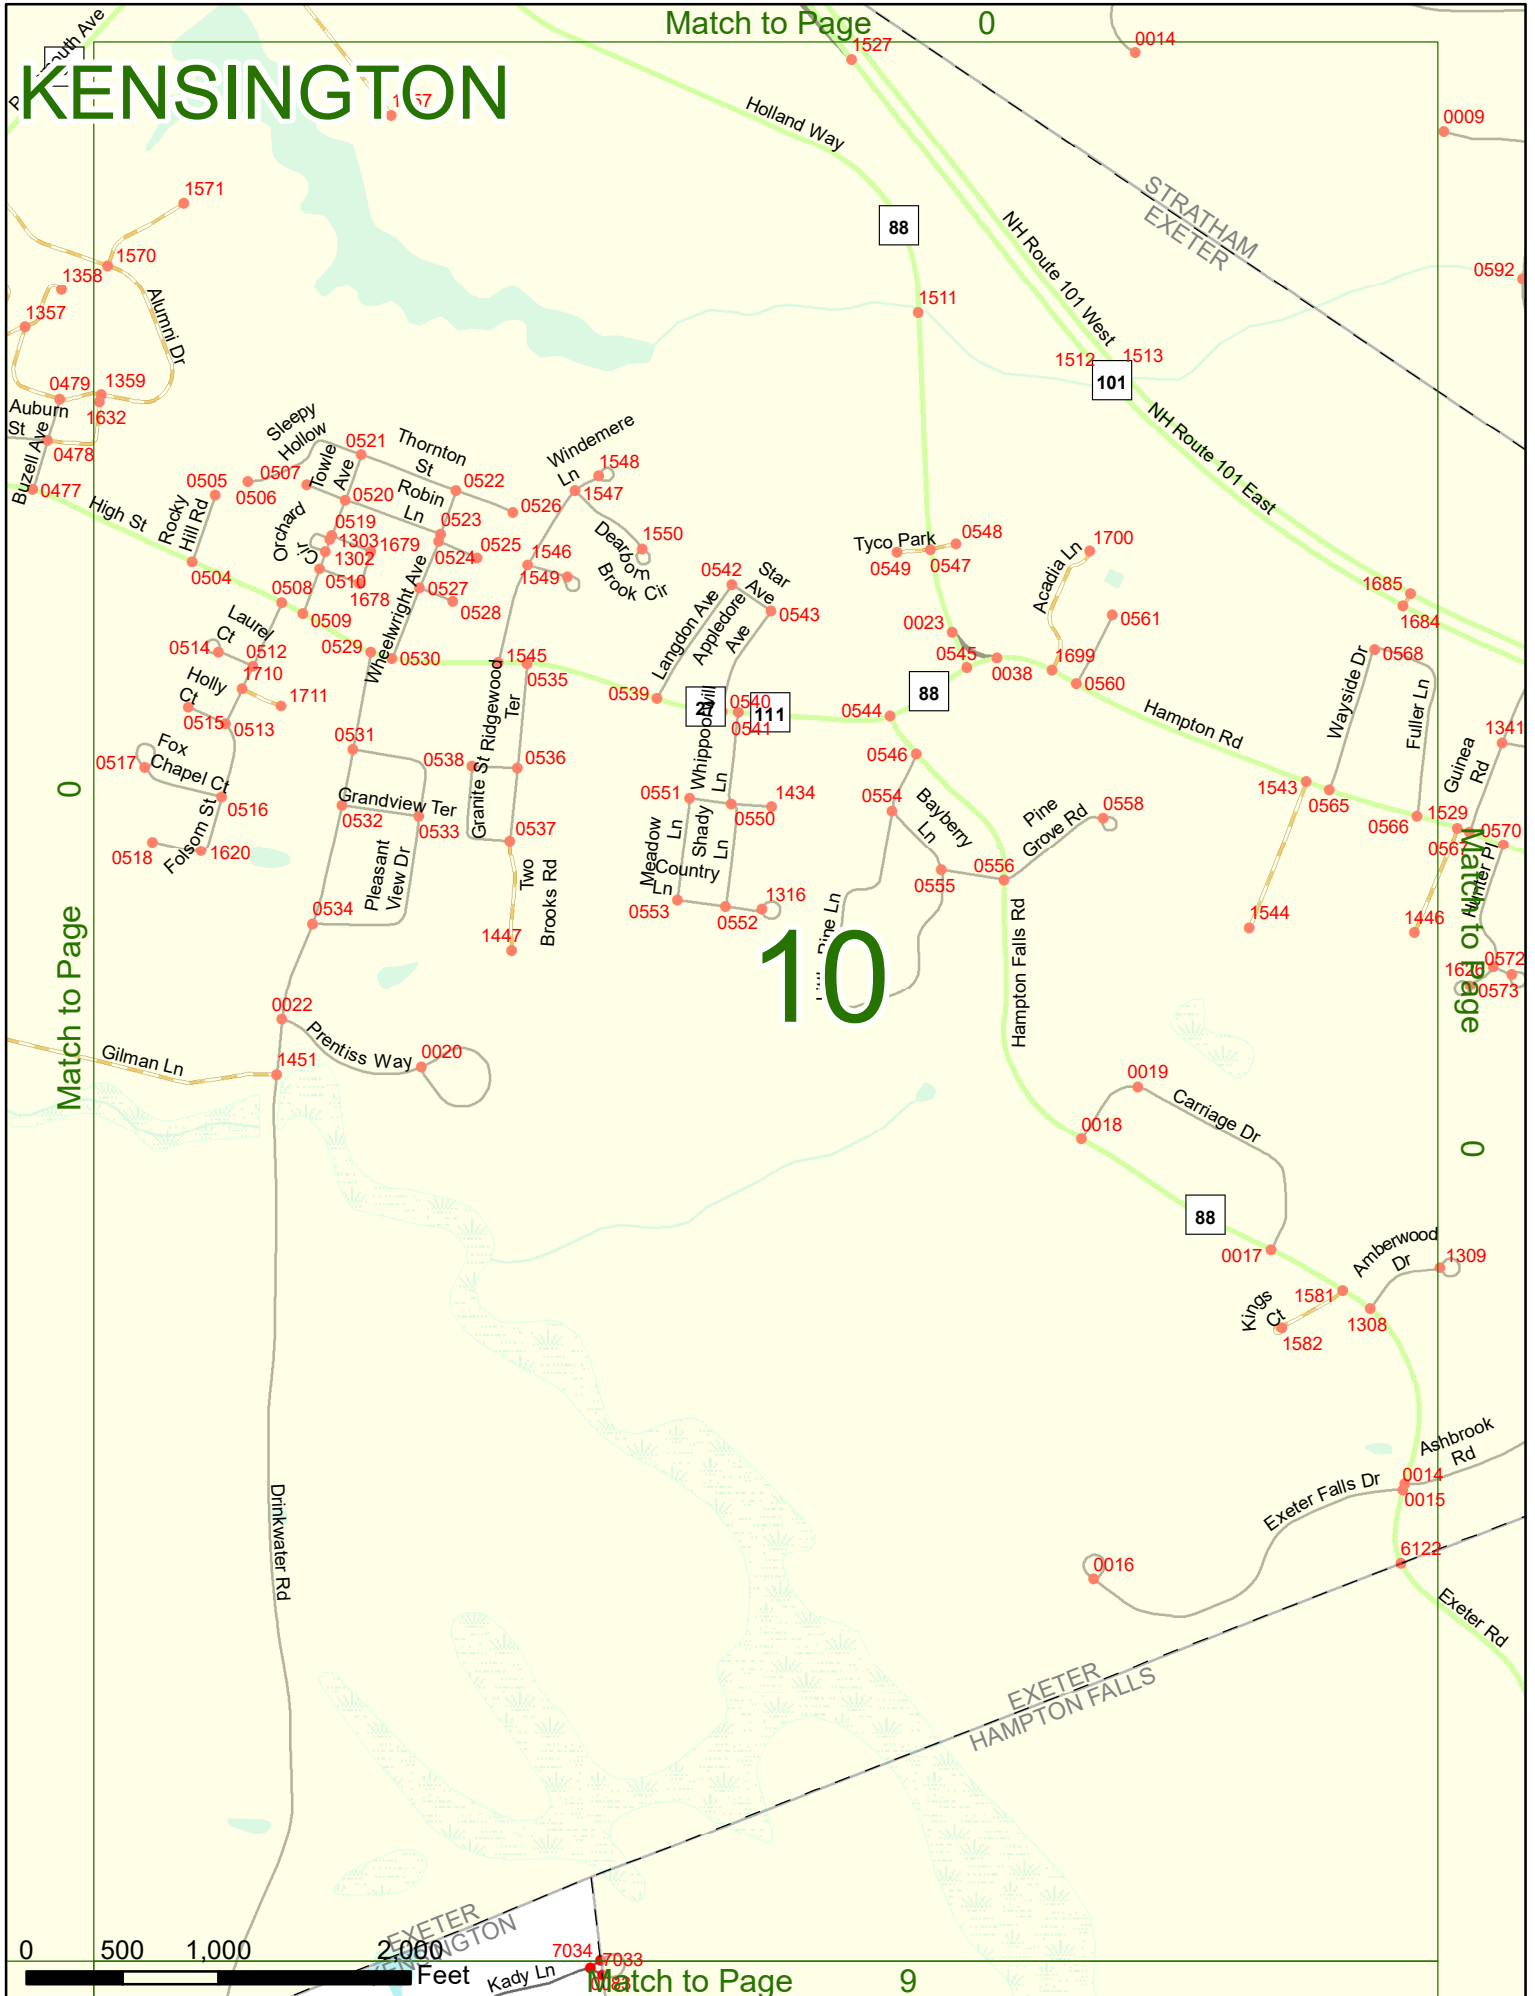 Match to Page 0
KENSINGTON
1527
0014
0009
Holland Way
STRATHAM
EXETER
1571
88
NH Route 101 West
1570
1358
0592
1357
Alumni Dr
1511
1512
1513
101
0479
1359
1632
Auburn
St
NH Route 101 East
0478
Buzell Ave
0477
High St
Sleepy
Hollow
0521
Thornton
St
Windemere
Ln
1548
1547
0505
0506
0507
Towle
Ave
0520
Robin
Ln
0522
0526
Rocky
Hill Rd
0504
Orchard
Cir
0519
1303
1302
1679
0523
0524
0525
1546
1549
Dearborn
Brook Cir
1550
Tyco Park
0548
0549
0547
Acadia Ln
1700
0561
1685
1684
0508
0510
1678
0509
0527
0528
0542
Star
Ave
0543
Langdon Ave
Appledore
Ave
0023
0545
0038
1699
0560
0568
Laurel
Ct
0514
0512
0529
Wheelwright Ave
0530
1545
0535
1710
1711
Holly
Ct
0515
0513
Ridgewood
Ter
0539
27
0540
0541
111
0544
88
Hampton Rd
Wayside Dr
Fuller Ln
Guinea
Rd
1341
0531
Fox
Chapel Ct
0517
0516
0538
0536
Granite St
0546
0551
0550
1434
0554
Bayberry
Ln
Pine
Grove Rd
0558
1543
0565
0566
1529
0567
0570
Grandview Ter
0532
0533
0537
Folsom St
0518
1620
Meadow
Ln
Shady
Ln
Country
Ln
0553
0552
1316
0555
0556
Hampton Falls Rd
Hunter Pl
Pleasant
View Dr
0534
Two
Brooks Rd
1447
10
1544
1446
1626
0572
0573
0
Match to Page
Match to Page
0
0022
Prentiss Way
0020
Gilman Ln
1451
0019
Carriage Dr
0018
88
0017
Amberwood
Dr
1309
1581
1308
Kings
Ct
1582
Drinkwater Rd
Ashbrook
Rd
0014
0015
Exeter Falls Dr
0016
6122
Exeter Rd
EXETER
HAMPTON FALLS
EXETER
0 500 1,000 2,000
Feet
Kady Ln
7034
7033
Match to Page 9